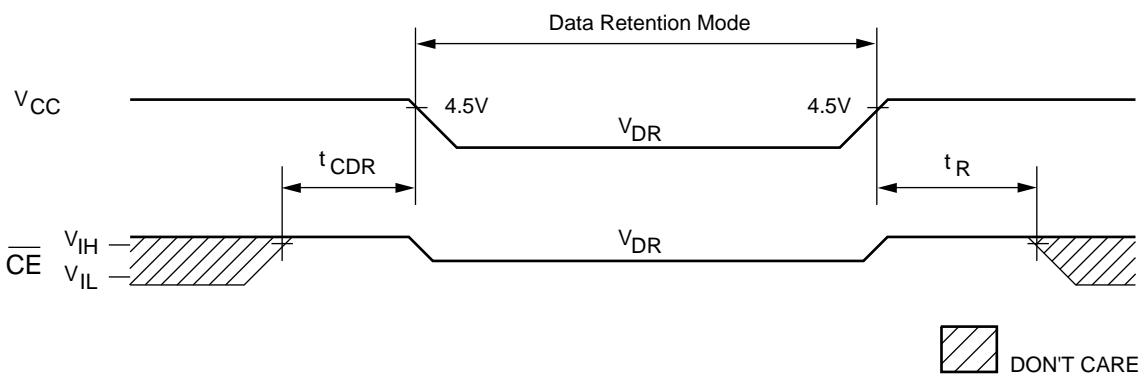 Data Retention Mode
VCC
4.5V
4.5V
VDR
tCDR
tR
VIH
CE
VIL
VDR
DON'T CARE